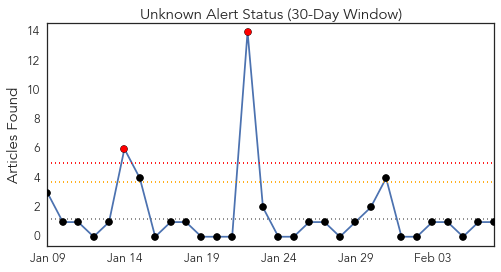 Unknown Alert Status (30-Day Window)
Articles Found
14
12
10
8
6
4
2
0
Jan 09
Jan 14
Jan 19
Jan 24
Jan 29
Feb 03